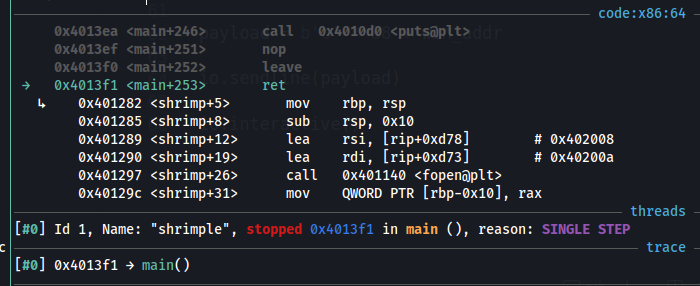 code:x86:64
0x4013ea <main+246> call 0x4010d0 <puts@plt>
0x4013ef <main+251> nop
0x4013f0 <main+252> leave
→ 0x4013f1 <main+253> ret
↳ 0x401282 <shrimp+5> mov rbp, rsp
0x401285 <shrimp+8> sub rsp, 0x10
0x401289 <shrimp+12> lea rsi, [rip+0xd78] # 0x402008
0x401290 <shrimp+19> lea rdi, [rip+0xd73] # 0x40200a
0x401297 <shrimp+26> call 0x401140 <fopen@plt>
0x40129c <shrimp+31> mov QWORD PTR [rbp-0x10], rax
threads
[#0] Id 1, Name: "shrimple", stopped 0x4013f1 in main (), reason: SINGLE STEP
trace
c
[#0] 0x4013f1 → main()